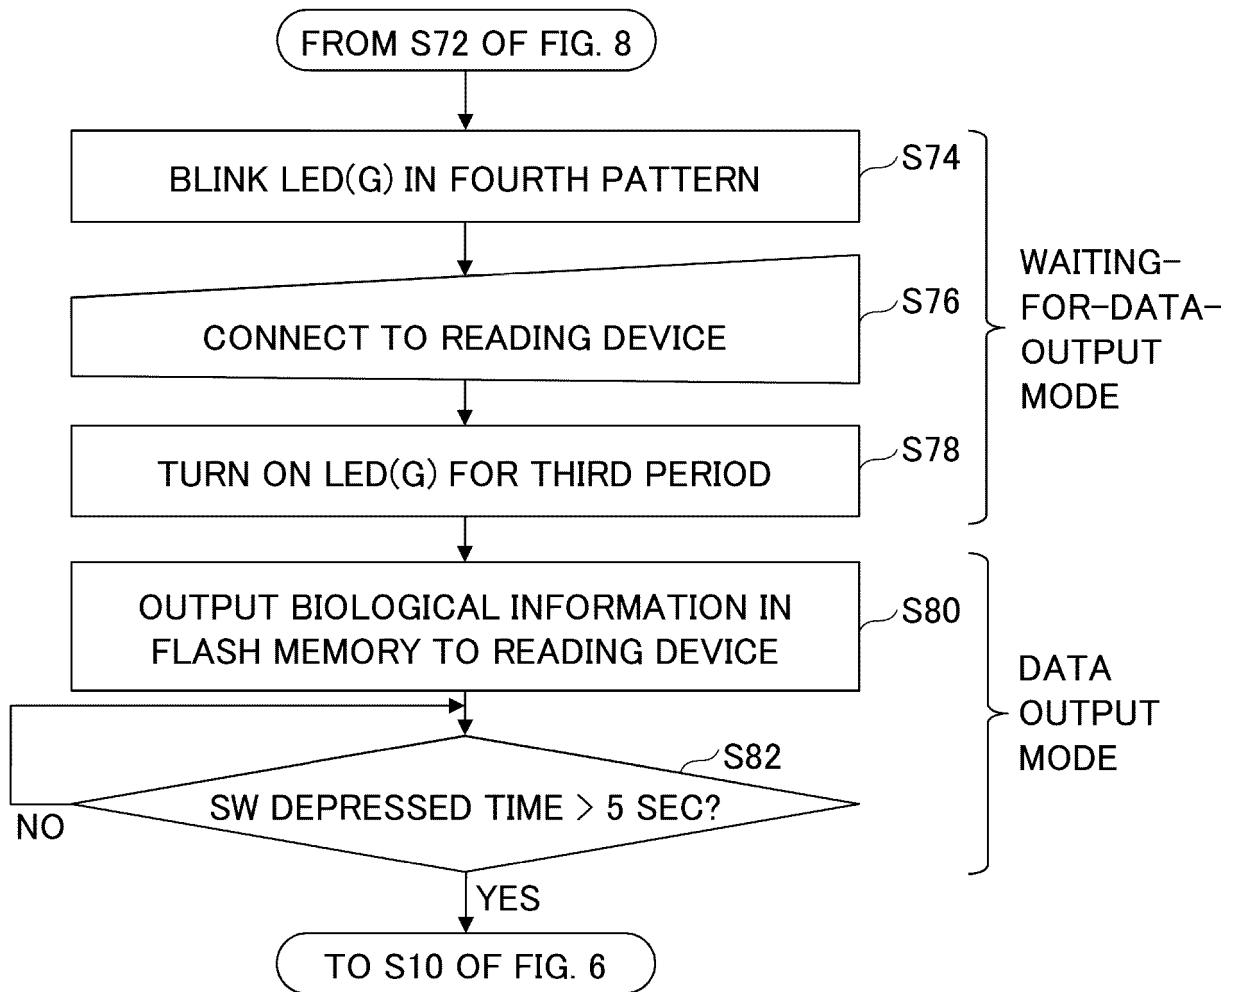 FROM S72 OF FIG. 8
BLINK LED(G) IN FOURTH PATTERN
S74
CONNECT TO READING DEVICE
S76
TURN ON LED(G) FOR THIRD PERIOD
S78
WAITING-
FOR-DATA-
OUTPUT
MODE
OUTPUT BIOLOGICAL INFORMATION IN
FLASH MEMORY TO READING DEVICE
S80
SW DEPRESSED TIME > 5 SEC?
S82
NO
YES
DATA
OUTPUT
MODE
TO S10 OF FIG. 6